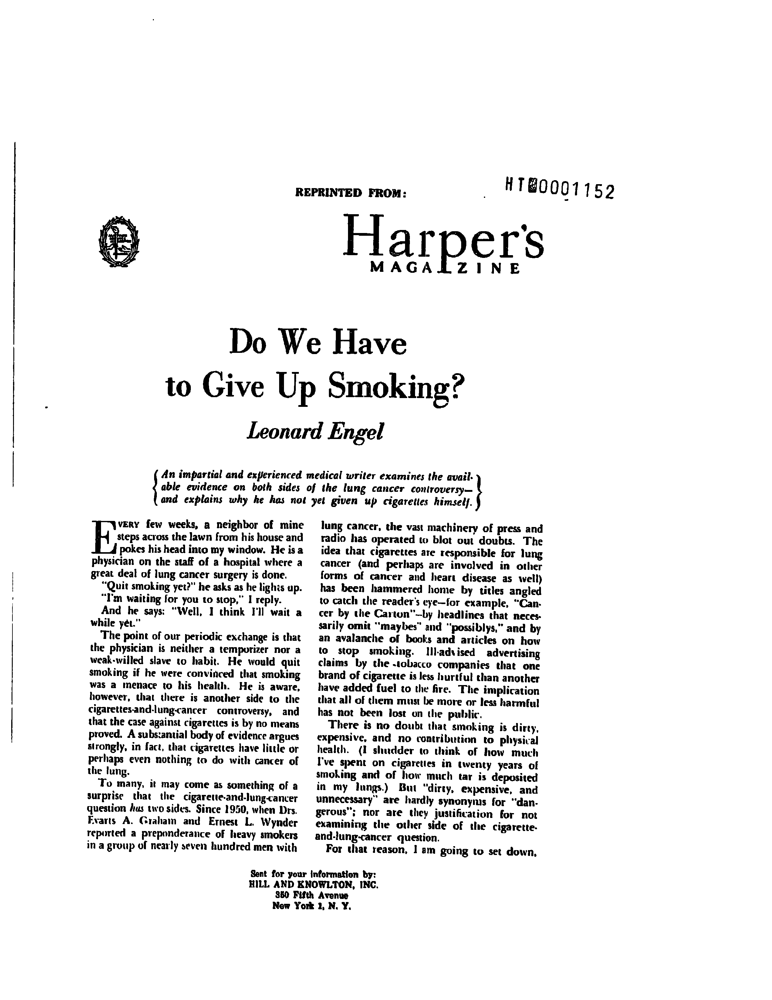 REPRINTED FROM:
HT00001152
Harper's
MAGAZINE
Do We Have
to Give Up Smoking?
Leonard Engel
An impartial and experienced medical writer examines the avail-
able evidence on both sides of the lung cancer controversy—
and explains why he has not yet given up cigarettes himself.
EVERY few weeks, a neighbor of mine
steps across the lawn from his house and
pokes his head into my window. He is a
physician on the staff of a hospital where a
great deal of lung cancer surgery is done.
"Quit smoking yet?" he asks as he lights up.
"I'm waiting for you to stop," I reply.
And he says: "Well, I think I'll wait a
while yet."
The point of our periodic exchange is that
the physician is neither a temporizer nor a
weak-willed slave to habit. He would quit
smoking if he were convinced that smoking
was a menace to his health. He is aware,
however, that there is another side to the
cigarettes-and-lung-cancer controversy, and
that the case against cigarettes is by no means
proved. A substantial body of evidence argues
strongly, in fact, that cigarettes have little or
perhaps even nothing to do with cancer of
the lung.
To many, it may come as something of a
surprise that the cigarette-and-lung-cancer
question has two sides. Since 1950, when Drs.
Evarts A. Graham and Ernest L. Wynder
reported a preponderance of heavy smokers
in a group of nearly seven hundred men with
lung cancer, the vast machinery of press and
radio has operated to blot out doubts. The
idea that cigarettes are responsible for lung
cancer (and perhaps are involved in other
forms of cancer and heart disease as well)
has been hammered home by titles angled
to catch the reader's eye—for example, "Can-
cer by the Carton"—by headlines that neces-
sarily omit "maybes" and "possiblys," and by
an avalanche of books and articles on how
to stop smoking. Ill-advised advertising
claims by the tobacco companies that one
brand of cigarette is less hurtful than another
have added fuel to the fire. The implication
that all of them must be more or less harmful
has not been lost on the public.
There is no doubt that smoking is dirty,
expensive, and no contribution to physical
health. (I shudder to think of how much
I've spent on cigarettes in twenty years of
smoking and of how much tar is deposited
in my lungs.) But "dirty, expensive, and
unnecessary" are hardly synonyms for "dan-
gerous"; nor are they justification for not
examining the other side of the cigarette-
and-lung-cancer question.
For that reason, I am going to set down,
Sent for your information by:
HILL AND KNOWLTON, INC.
350 Fifth Avenue
New York 1, N. Y.